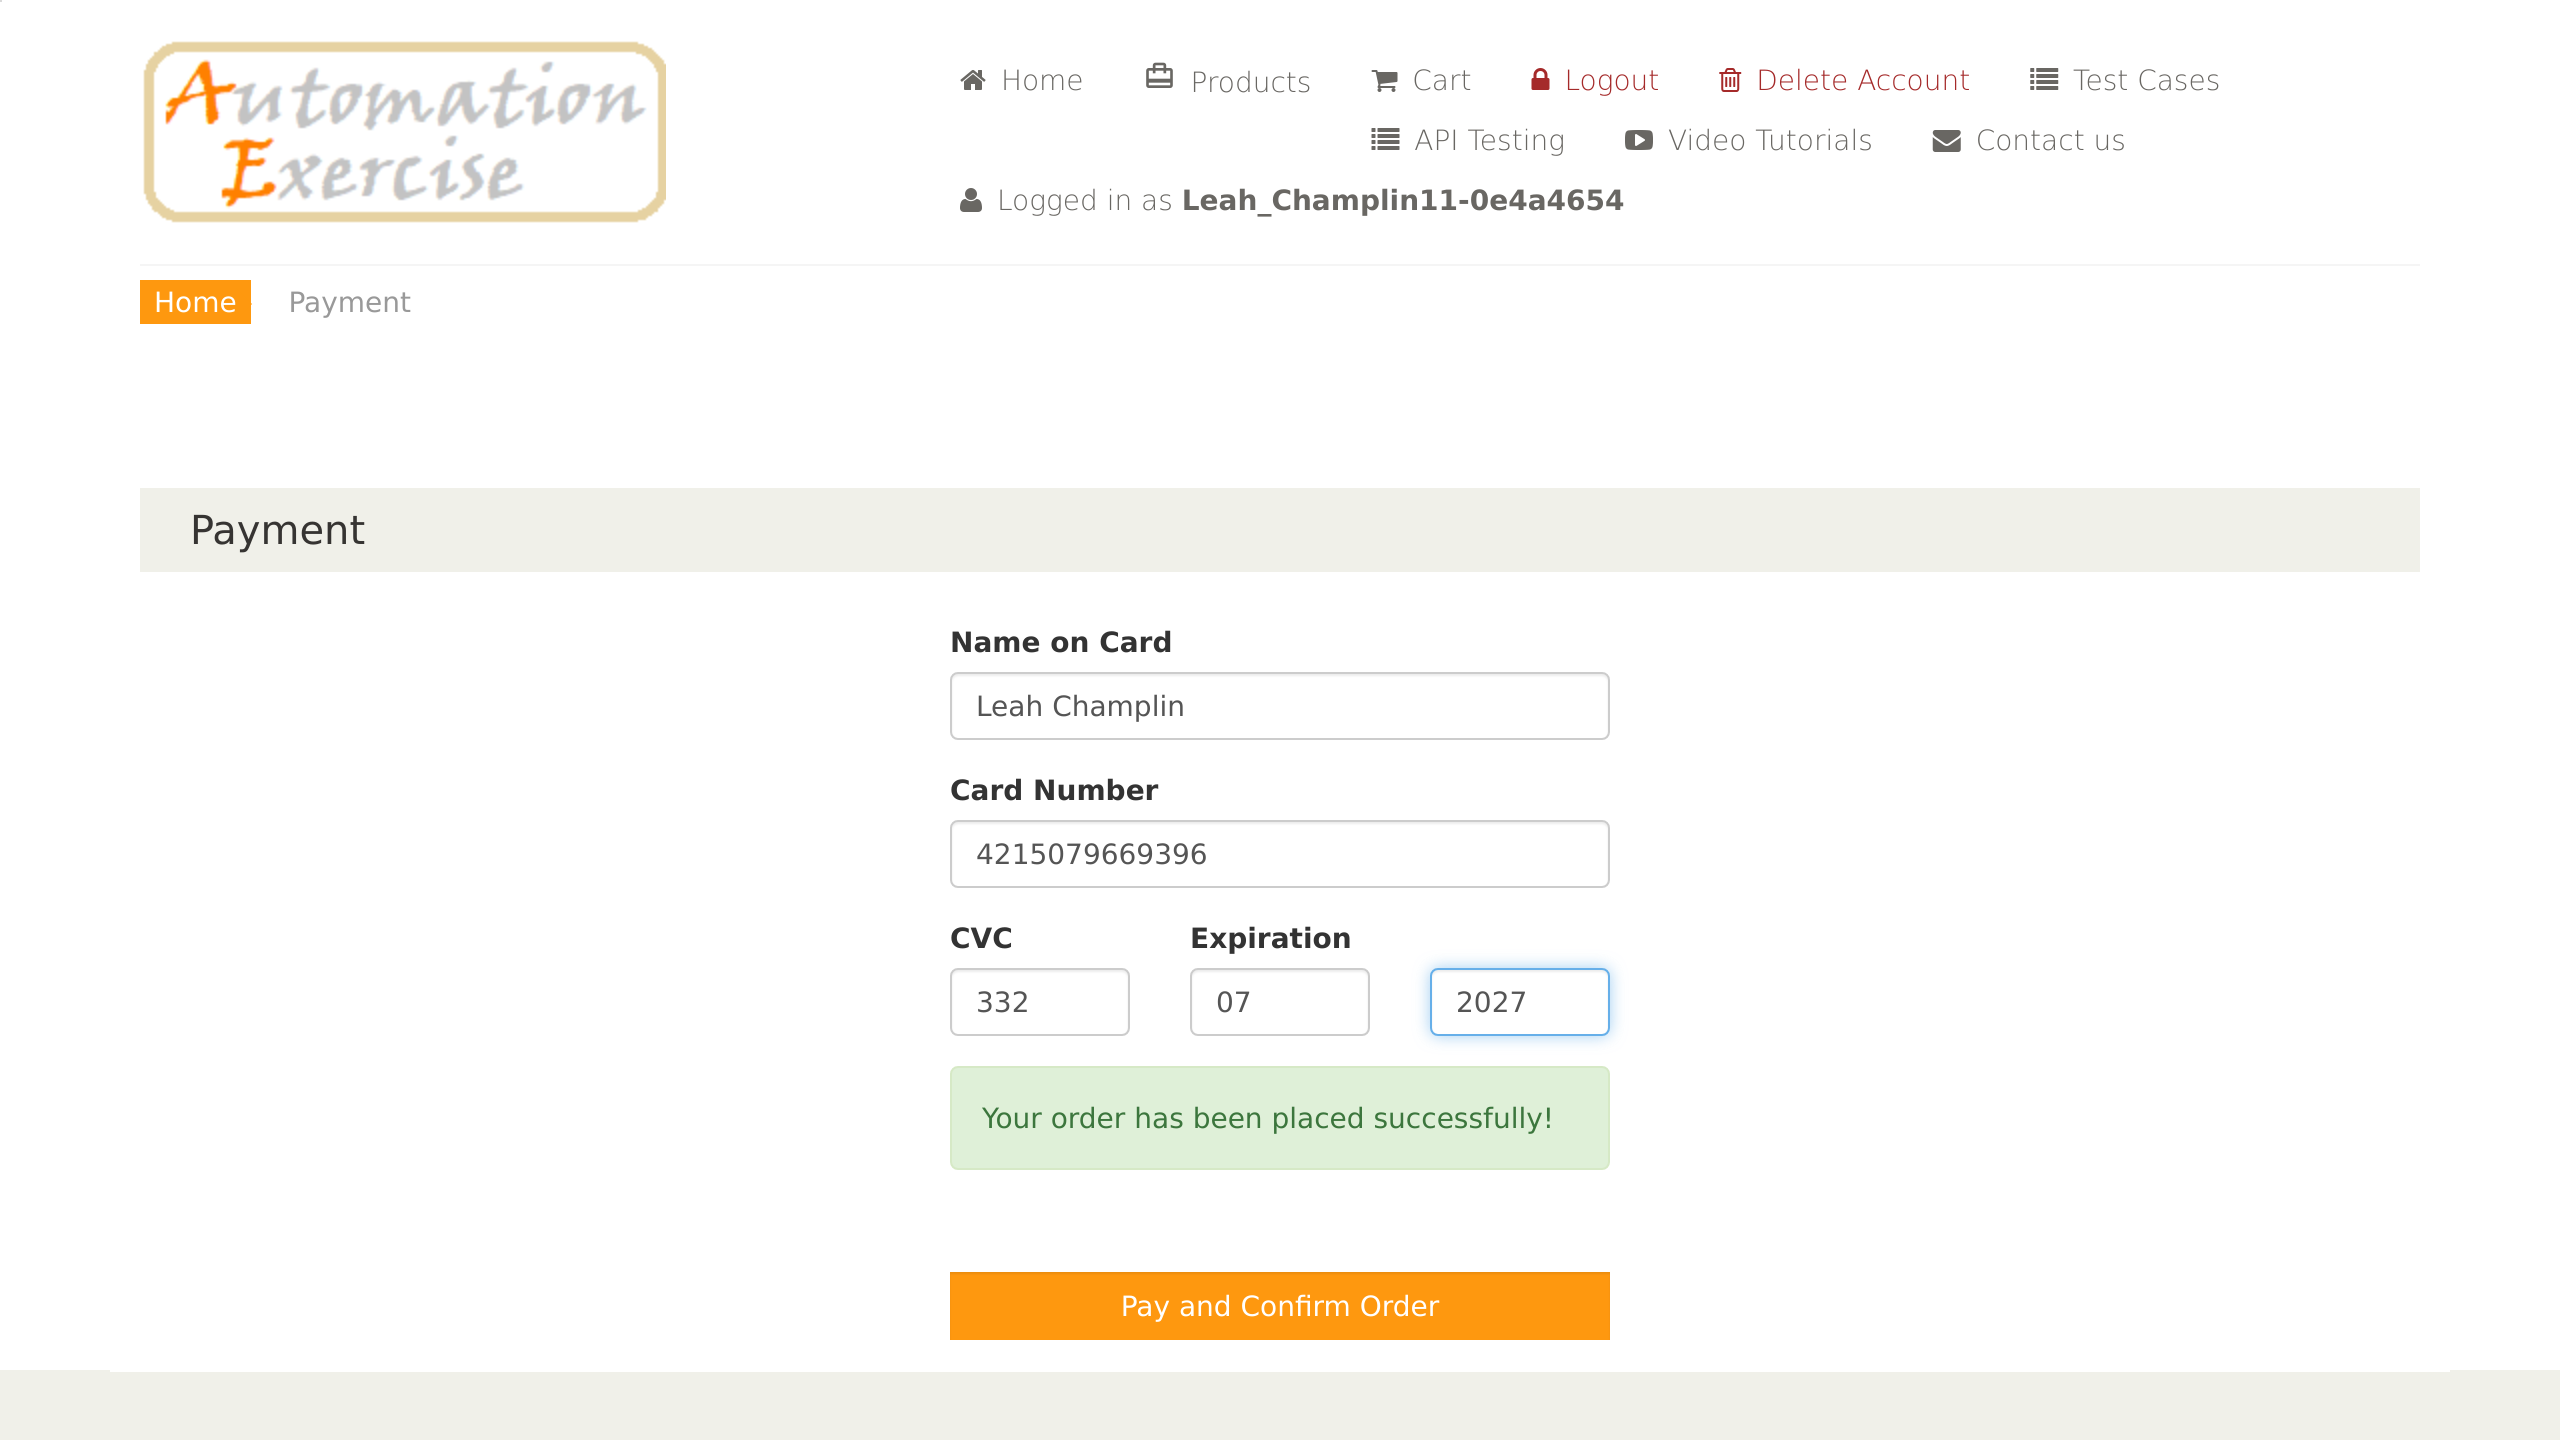 Automation
Exercise
Home
Products
Cart
Logout
Delete Account
Test Cases
API Testing
Video Tutorials
Contact us
Logged in as Leah_Champlin11-0e4a4654
Home
Payment
Payment
Name on Card
Leah Champlin
Card Number
4215079669396
CVC
Expiration
332
07
2027
Your order has been placed successfully!
Pay and Confirm Order